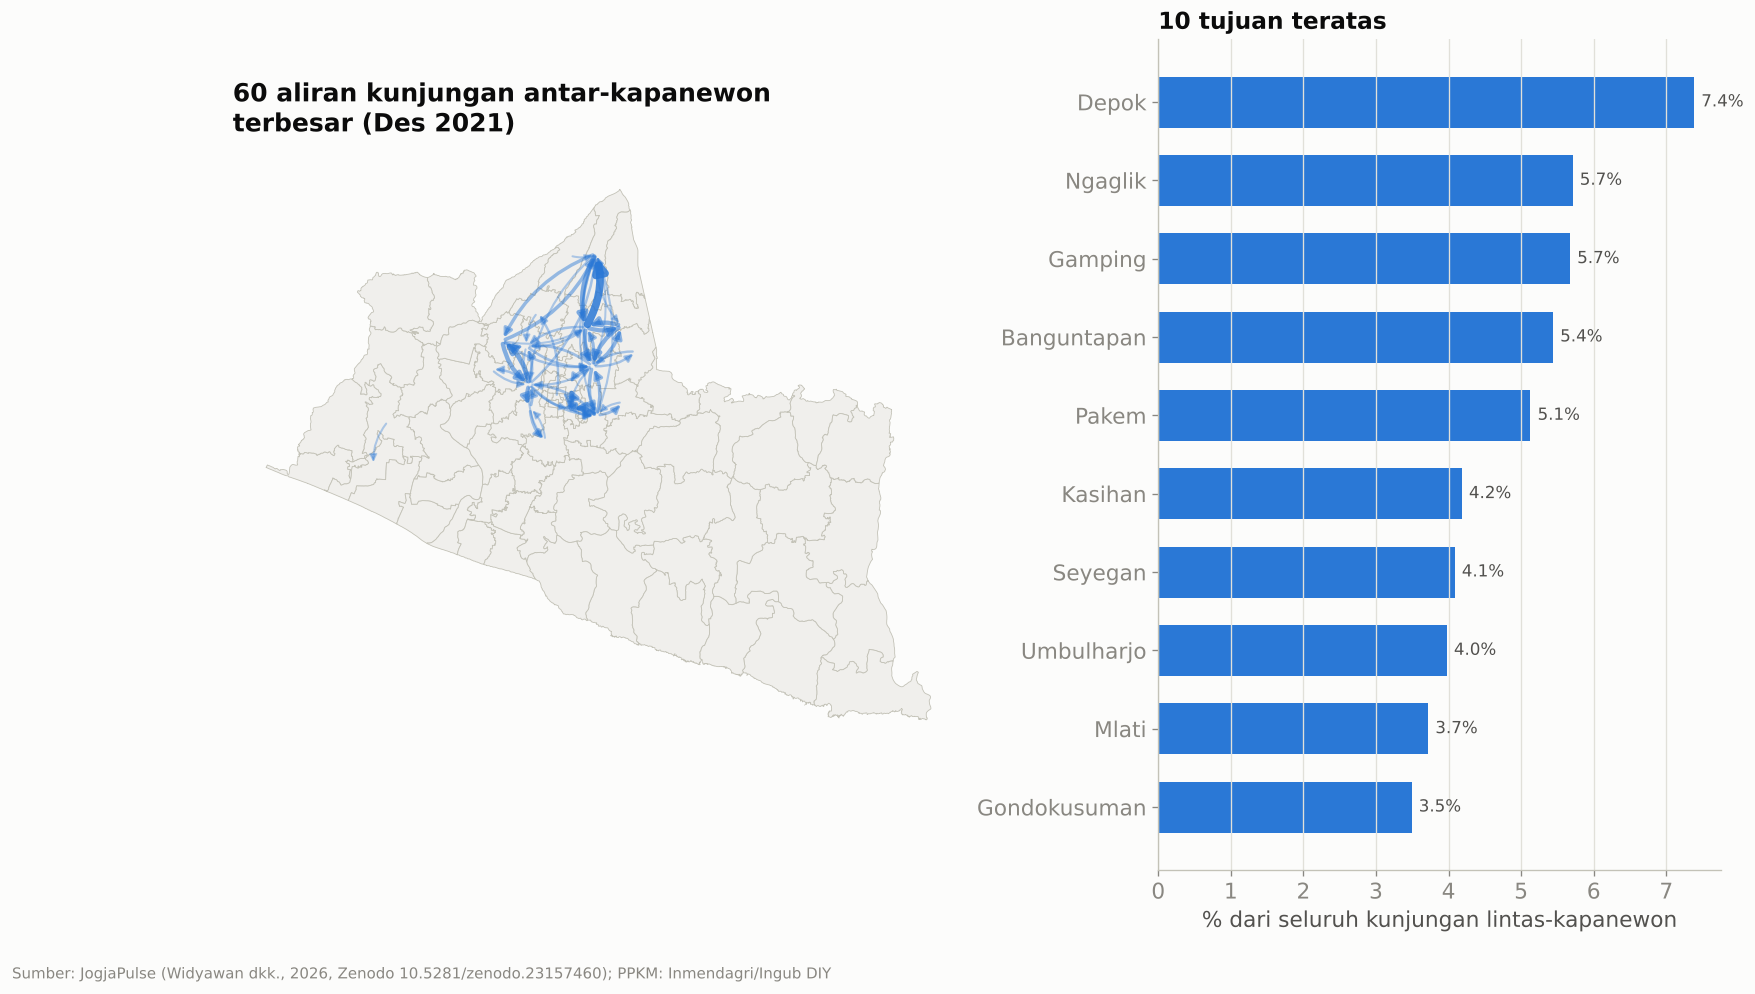 60 aliran kunjungan antar-kapanewon
terbesar (Des 2021)
10 tujuan teratas
Depok
7.4%
Ngaglik
5.7%
Gamping
5.7%
Banguntapan
5.4%
Pakem
5.1%
Kasihan
4.2%
Seyegan
4.1%
Umbulharjo
4.0%
Mlati
3.7%
Gondokusuman
3.5%
0 1 2 3 4 5 6 7
% dari seluruh kunjungan lintas-kapanewon
Sumber: JogjaPulse (Widyawan dkk., 2026, Zenodo 10.5281/zenodo.23157460); PPKM: Inmendagri/Ingub DIY